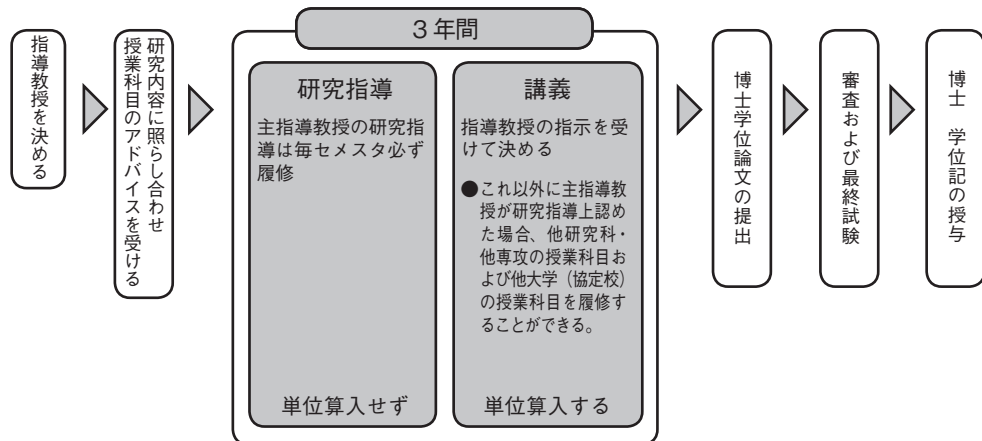 指導教授を決める
研究内容に照らし合わせ
授業科目のアドバイスを受ける
3年間
研究指導
主指導教授の研究指
導は毎セメスタ必ず
履修
単位算入せず
講義
指導教授の指示を受
けて決める
●これ以外に主指導教
授が研究指導上認め
た場合、他研究科・
他専攻の授業科目お
よび他大学（協定校）
の授業科目を履修す
ることができる。
単位算入する
博士学位論文の提出
審査および最終試験
博士　学位記の授与